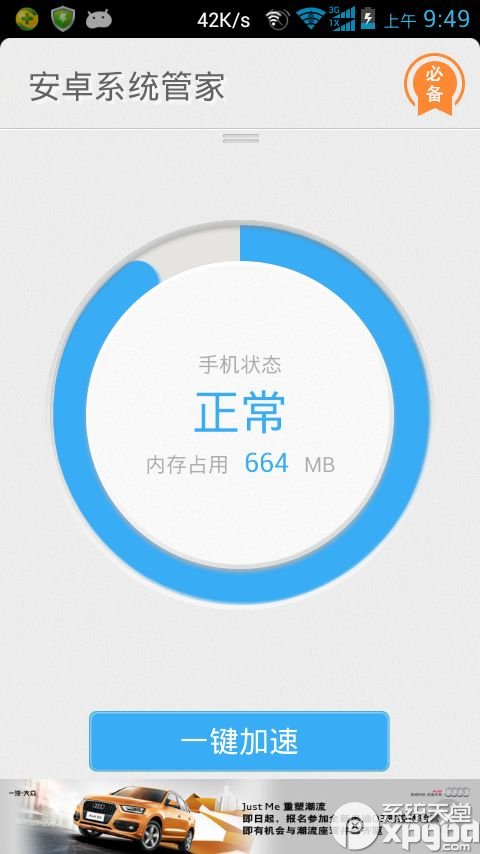 42K/s 3G 1X 上午 9:49
安卓系统管家
必备
手机状态
正常
内存占用 664 MB
一键加速
一汽-大众
Just Me 重塑潮流
即日起，报名参加
即有机会与潮流座
系统天堂
xpgod
.com